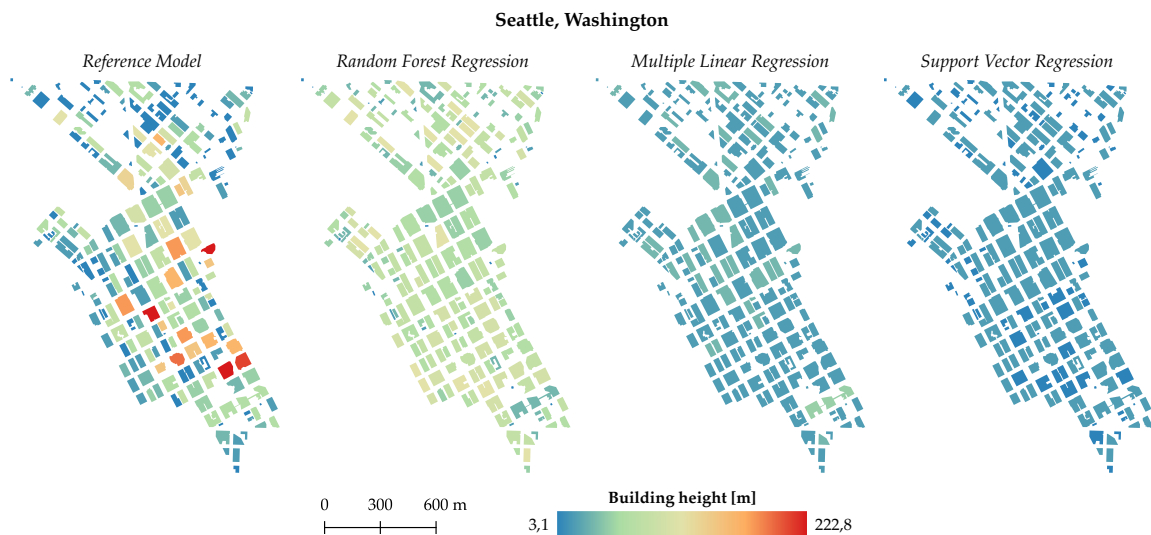 Seattle, Washington
Reference Model
Random Forest Regression
Multiple Linear Regression
Support Vector Regression
0 300 600 m
Building height [m]
3,1 222,8